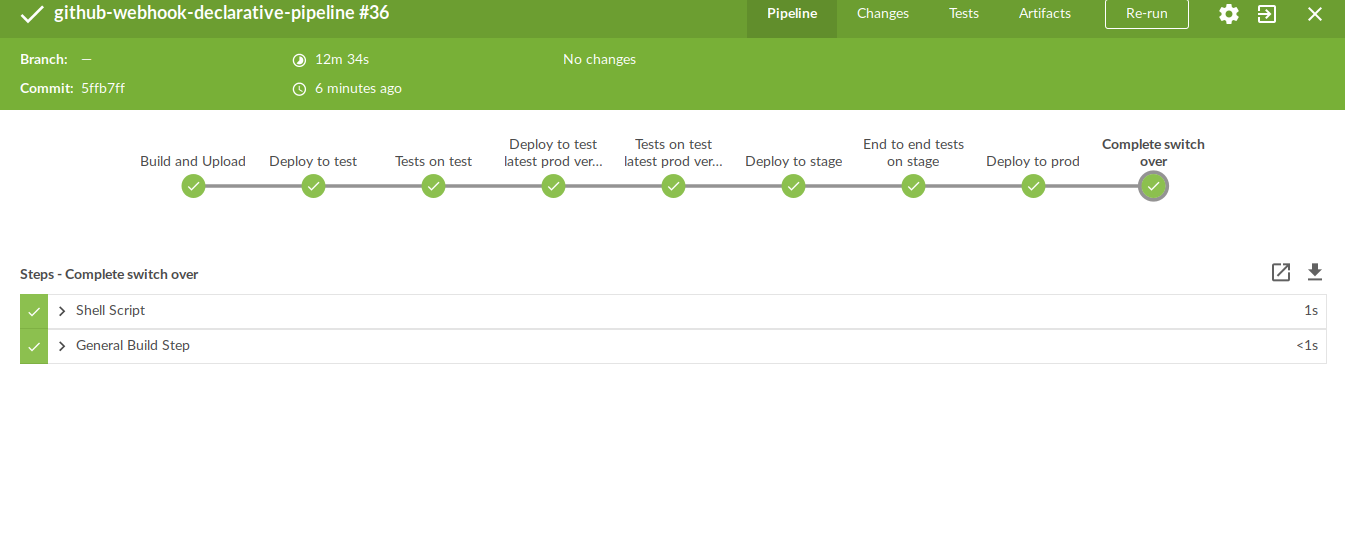 github-webhook-declarative-pipeline #36
Pipeline
Changes
Tests
Artifacts
Re-run
Branch: —
12m 34s
No changes
Commit: 5ffb7ff
6 minutes ago
Build and Upload
Deploy to test
Tests on test
Deploy to test
latest prod ver...
Tests on test
latest prod ver...
Deploy to stage
End to end tests
on stage
Deploy to prod
Complete switch
over
Steps - Complete switch over
Shell Script
1s
General Build Step
<1s